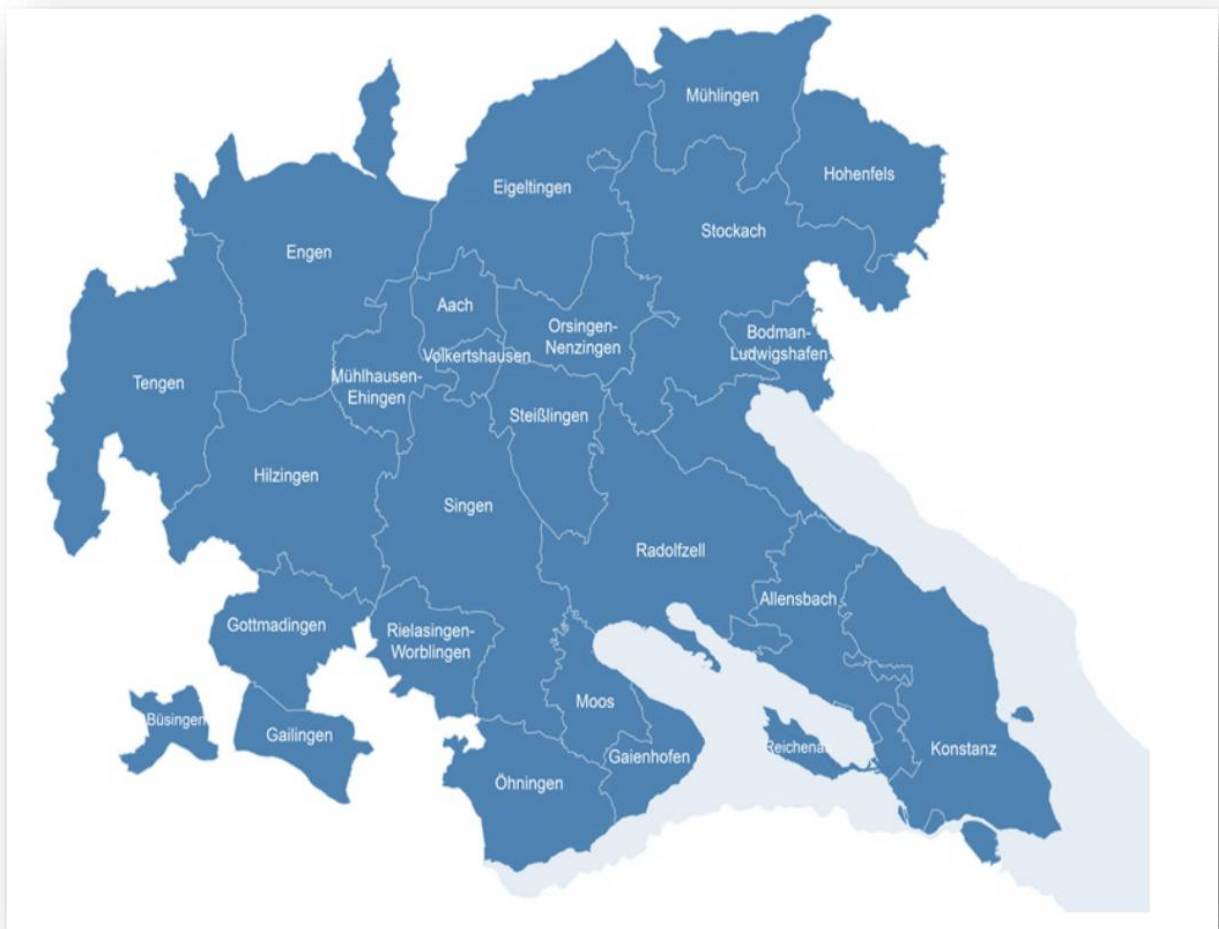 Mühlingen
Hohenfels
Eigeltingen
Stockach
Engen
Aach
Orsingen-
Nenzingen
Bodman-
Ludwigshafen
Volkertshausen
Mühlhausen-
Ehingen
Tengen
Steißlingen
Hilzingen
Singen
Radolfzell
Allensbach
Gottmadingen
Rielasingen-
Worblingen
Moos
Büsingen
Gailingen
Reichenau
Konstanz
Gaienhofen
Öhningen